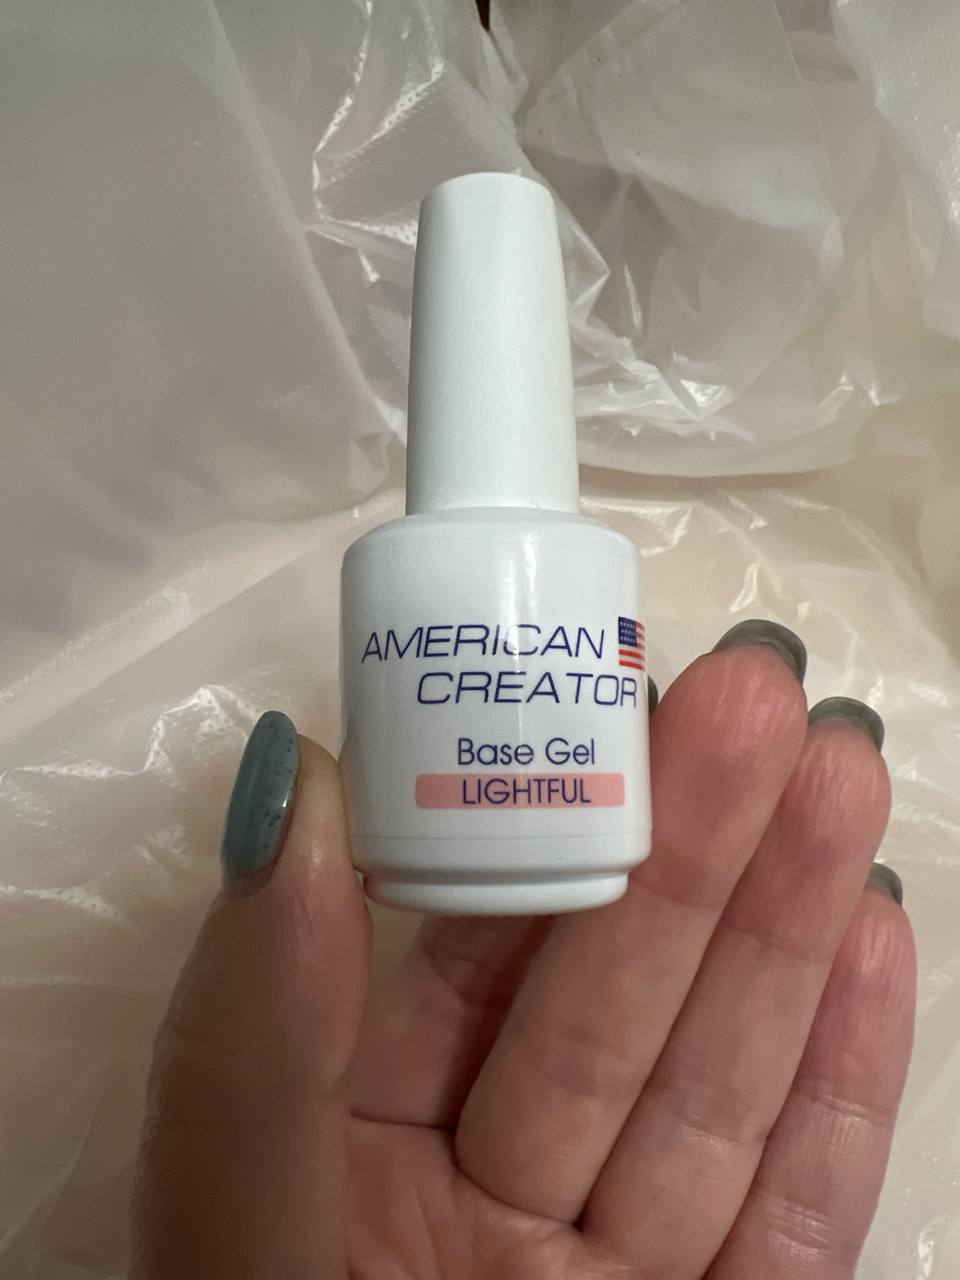 AMERICAN
CREATOR
Base Gel
LIGHTFUL